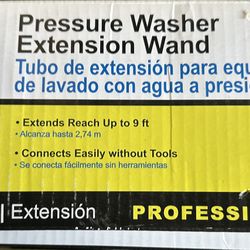 Pressure Washer
Extension Wand
Tubo de extensión para equ
de lavado con agua a presi
• Extends Reach Up to 9 ft
• Alcanza hasta 2,74 m
• Connects Easily without Tools
• Se conecta fácilmente sin herramientas
Extensión
PROFESSI